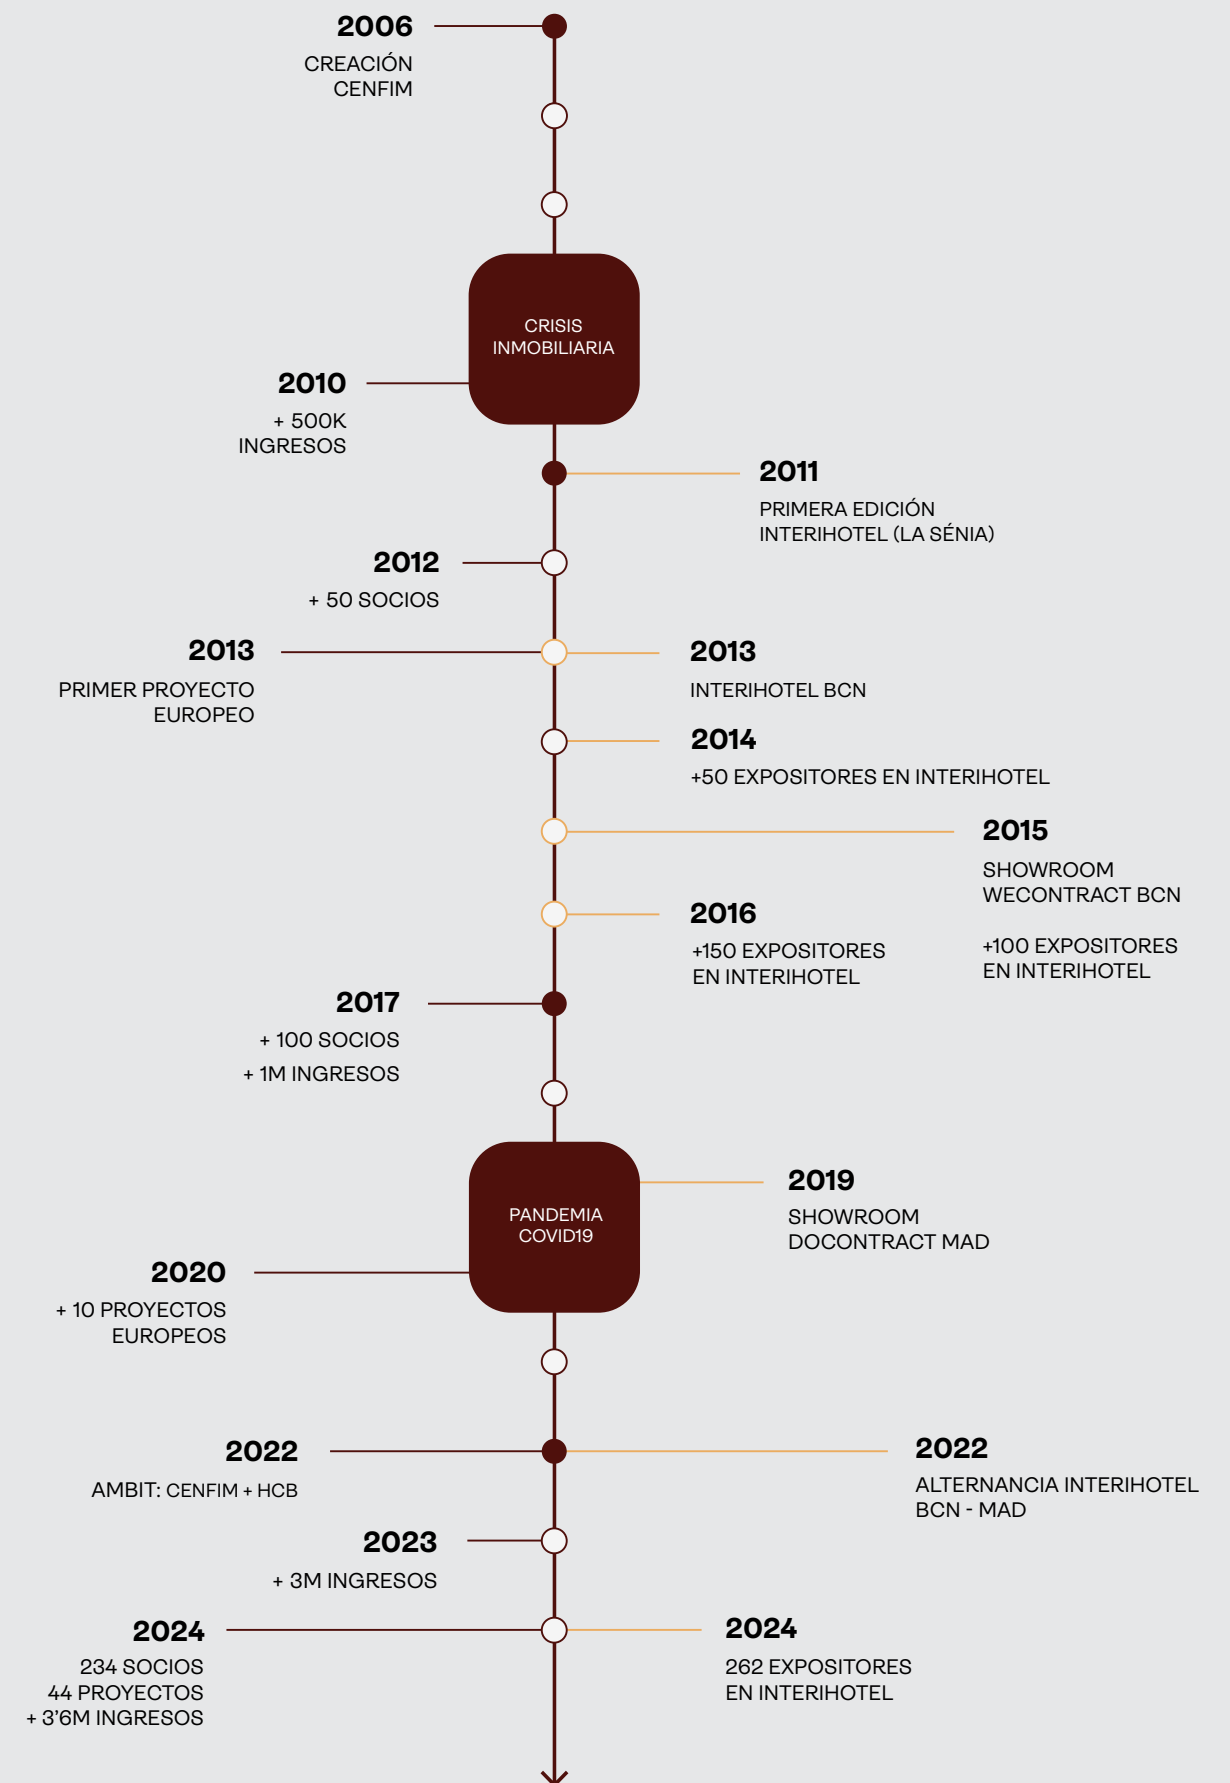 2006
CREACIÓN
CENFIM
CRISIS
INMOBILIARIA
2010
+ 500K
INGRESOS
2011
PRIMERA EDICIÓN
INTERIHOTEL (LA SÉNIA)
2012
+ 50 SOCIOS
2013
PRIMER PROYECTO
EUROPEO
2013
INTERIHOTEL BCN
2014
+50 EXPOSITORES EN INTERIHOTEL
2015
SHOWROOM
WECONTRACT BCN
+100 EXPOSITORES
EN INTERIHOTEL
2016
+150 EXPOSITORES
EN INTERIHOTEL
2017
+ 100 SOCIOS
+ 1M INGRESOS
PANDEMIA
COVID19
2019
SHOWROOM
DOCONTRACT MAD
2020
+ 10 PROYECTOS
EUROPEOS
2022
AMBIT: CENFIM + HCB
2022
ALTERNANCIA INTERIHOTEL
BCN - MAD
2023
+ 3M INGRESOS
2024
234 SOCIOS
44 PROYECTOS
+ 3'6M INGRESOS
2024
262 EXPOSITORES
EN INTERIHOTEL